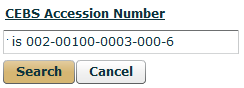 CEBS Accession Number
is 002-00100-0003-000-6
Search Cancel